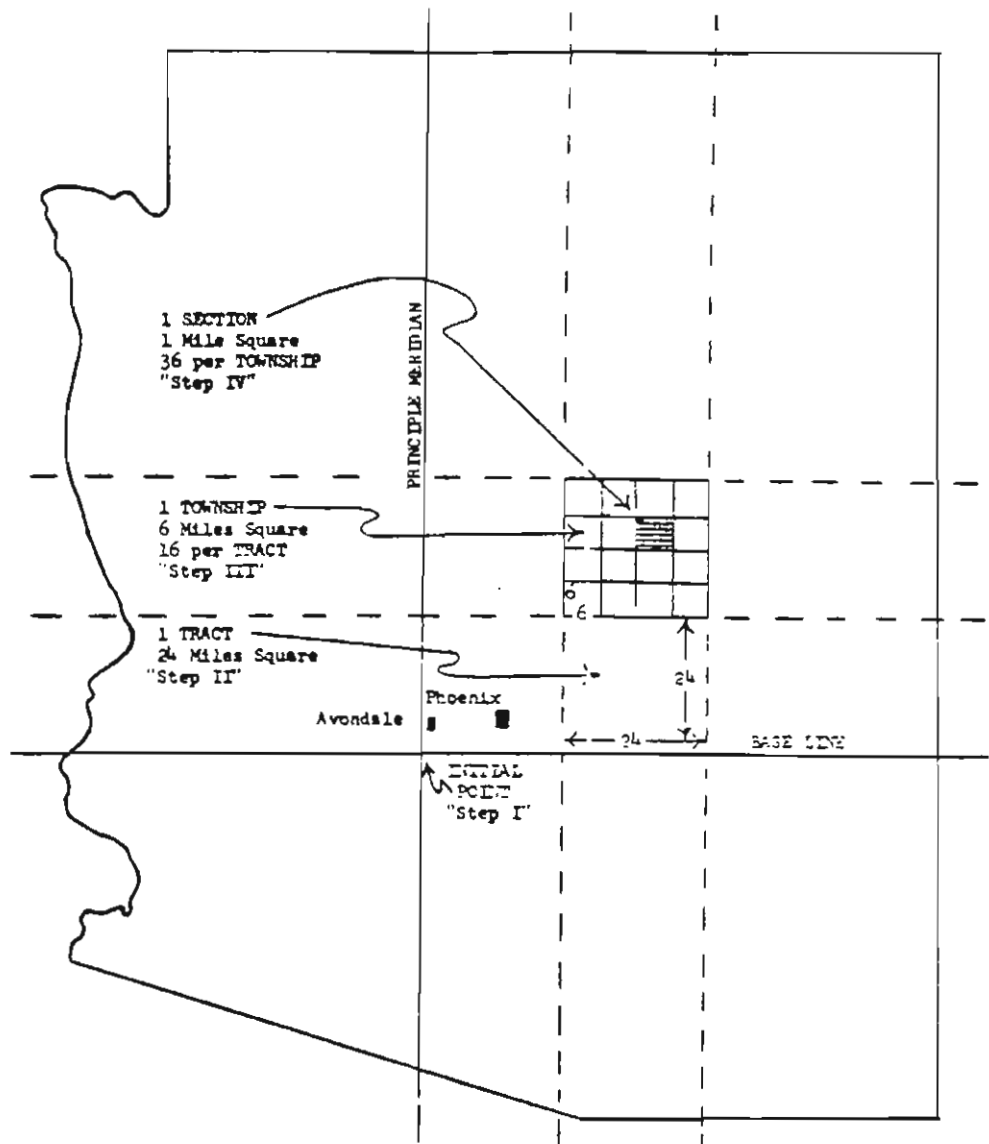 1 SECTION
1 Mile Square
36 per TOWNSHIP
"Step IV"
PRINCIPLE MERIDIAN
1 TOWNSHIP
6 Miles Square
16 per TRACT
"Step III"
6
6
1 TRACT
24 Miles Square
"Step II"
24
Phoenix
Avondale
24
BASE LINE
INITIAL
POINT
"Step I"